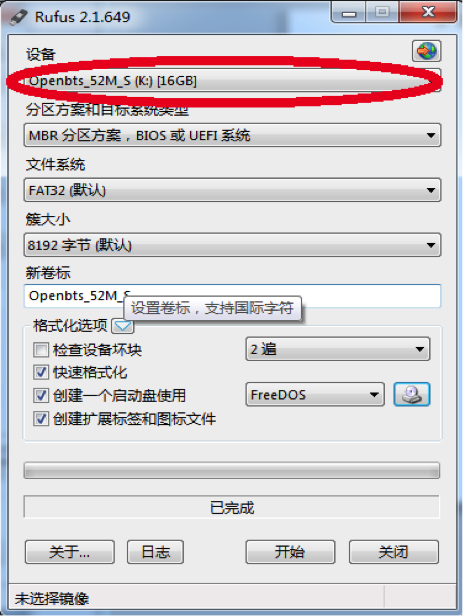 Rufus 2.1.649
设备
Openbts_52M_S (K:) [16GB]
分区方案和目标系统类型
MBR 分区方案，BIOS 或 UEFI 系统
文件系统
FAT32 (默认)
簇大小
8192 字节 (默认)
新卷标
Openbts_52M_S
设置卷标，支持国际字符
格式化选项
检查设备坏块 2 遍
快速格式化
创建一个启动盘使用 FreeDOS
创建扩展标签和图标文件
已完成
关于... 日志 开始 关闭
未选择镜像